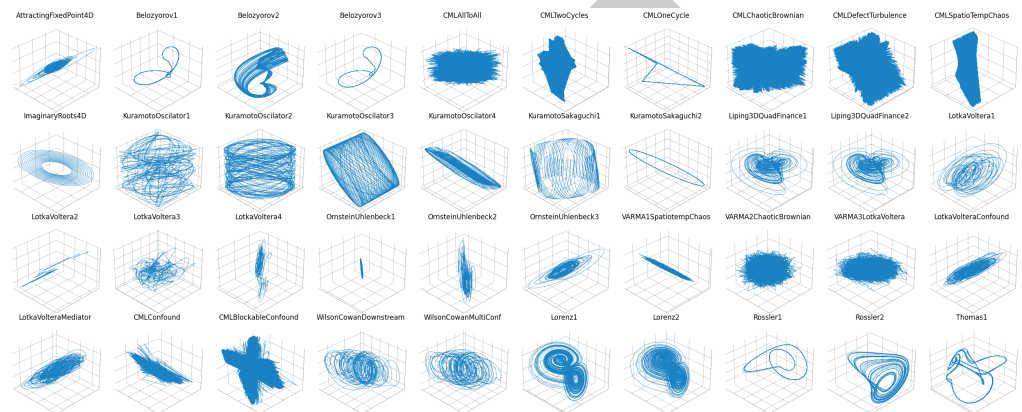 AttractingFixedPoint4D Belozyorov1 Belozyorov2 Belozyorov3 CMLAllToAll CMLTwoCycles CMLOneCycle CMLChaoticBrownian CMLDefectTurbulence CMLSpatioTempChaos
ImaginaryRoots4D KuramotoOscilator1 KuramotoOscilator2 KuramotoOscilator3 KuramotoOscilator4 KuramotoSakaguchi1 KuramotoSakaguchi2 Liping3DQuadFinance1 Liping3DQuadFinance2 LotkaVoltera1
LotkaVoltera2 LotkaVoltera3 LotkaVoltera4 OrnsteinUhlenbeck1 OrnsteinUhlenbeck2 OrnsteinUhlenbeck3 VARMA1SpatiotempChaos VARMA2ChaoticBrownian VARMA3LotkaVoltera LotkaVolteraConfound
LotkaVolteraMediator CMLConfound CMLBlockableConfound WilsonCowanDownstream WilsonCowanMultiConf Lorenz1 Lorenz2 Rossler1 Rossler2 Thomas1